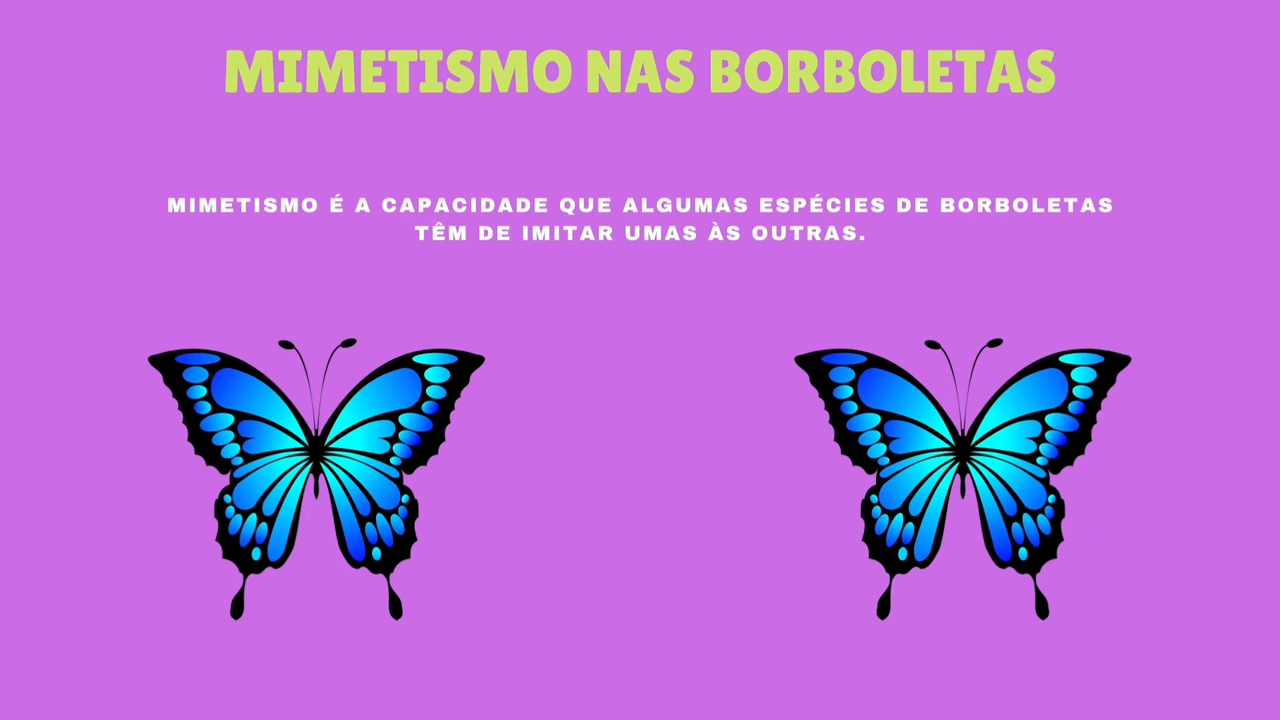 MIMETISMO NAS BORBOLETAS
MIMETISMO É A CAPACIDADE QUE ALGUMAS ESPÉCIES DE BORBOLETAS
TÊM DE IMITAR UMAS ÀS OUTRAS.